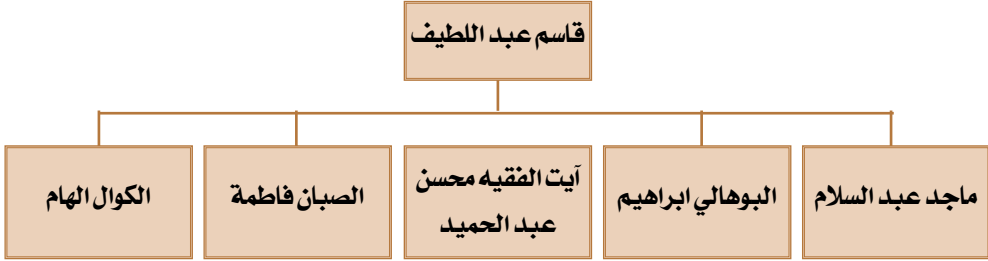 قاسم عبد اللطيف
ماجد عبد السلام
البوهالي ابراهيم
آيت الفقيه محسن
عبد الحميد
الصبان فاطمة
الكوال الهام